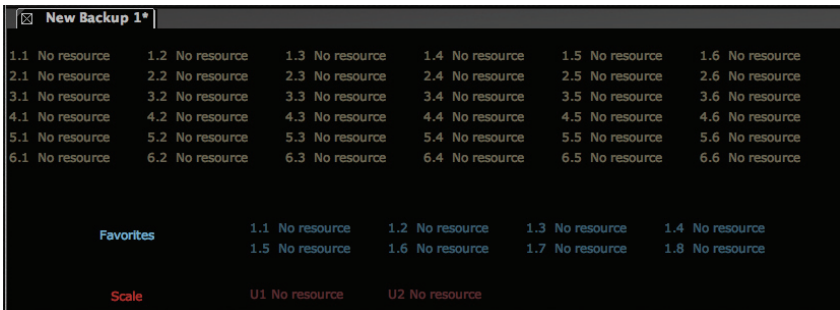 New Backup 1*
1.1 No resource 1.2 No resource 1.3 No resource 1.4 No resource 1.5 No resource 1.6 No resource
2.1 No resource 2.2 No resource 2.3 No resource 2.4 No resource 2.5 No resource 2.6 No resource
3.1 No resource 3.2 No resource 3.3 No resource 3.4 No resource 3.5 No resource 3.6 No resource
4.1 No resource 4.2 No resource 4.3 No resource 4.4 No resource 4.5 No resource 4.6 No resource
5.1 No resource 5.2 No resource 5.3 No resource 5.4 No resource 5.5 No resource 5.6 No resource
6.1 No resource 6.2 No resource 6.3 No resource 6.4 No resource 6.5 No resource 6.6 No resource
Favorites
1.1 No resource 1.2 No resource 1.3 No resource 1.4 No resource
1.5 No resource 1.6 No resource 1.7 No resource 1.8 No resource
Scale U1 No resource U2 No resource